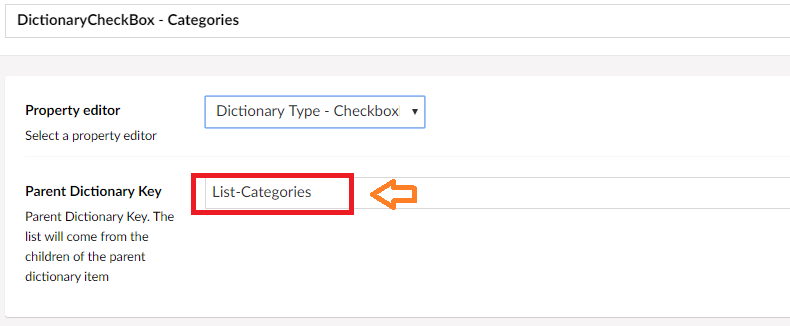 DictionaryCheckBox - Categories
Property editor
Dictionary Type - Checkbox
Select a property editor
Parent Dictionary Key
List-Categories
Parent Dictionary Key. The
list will come from the
children of the parent
dictionary item